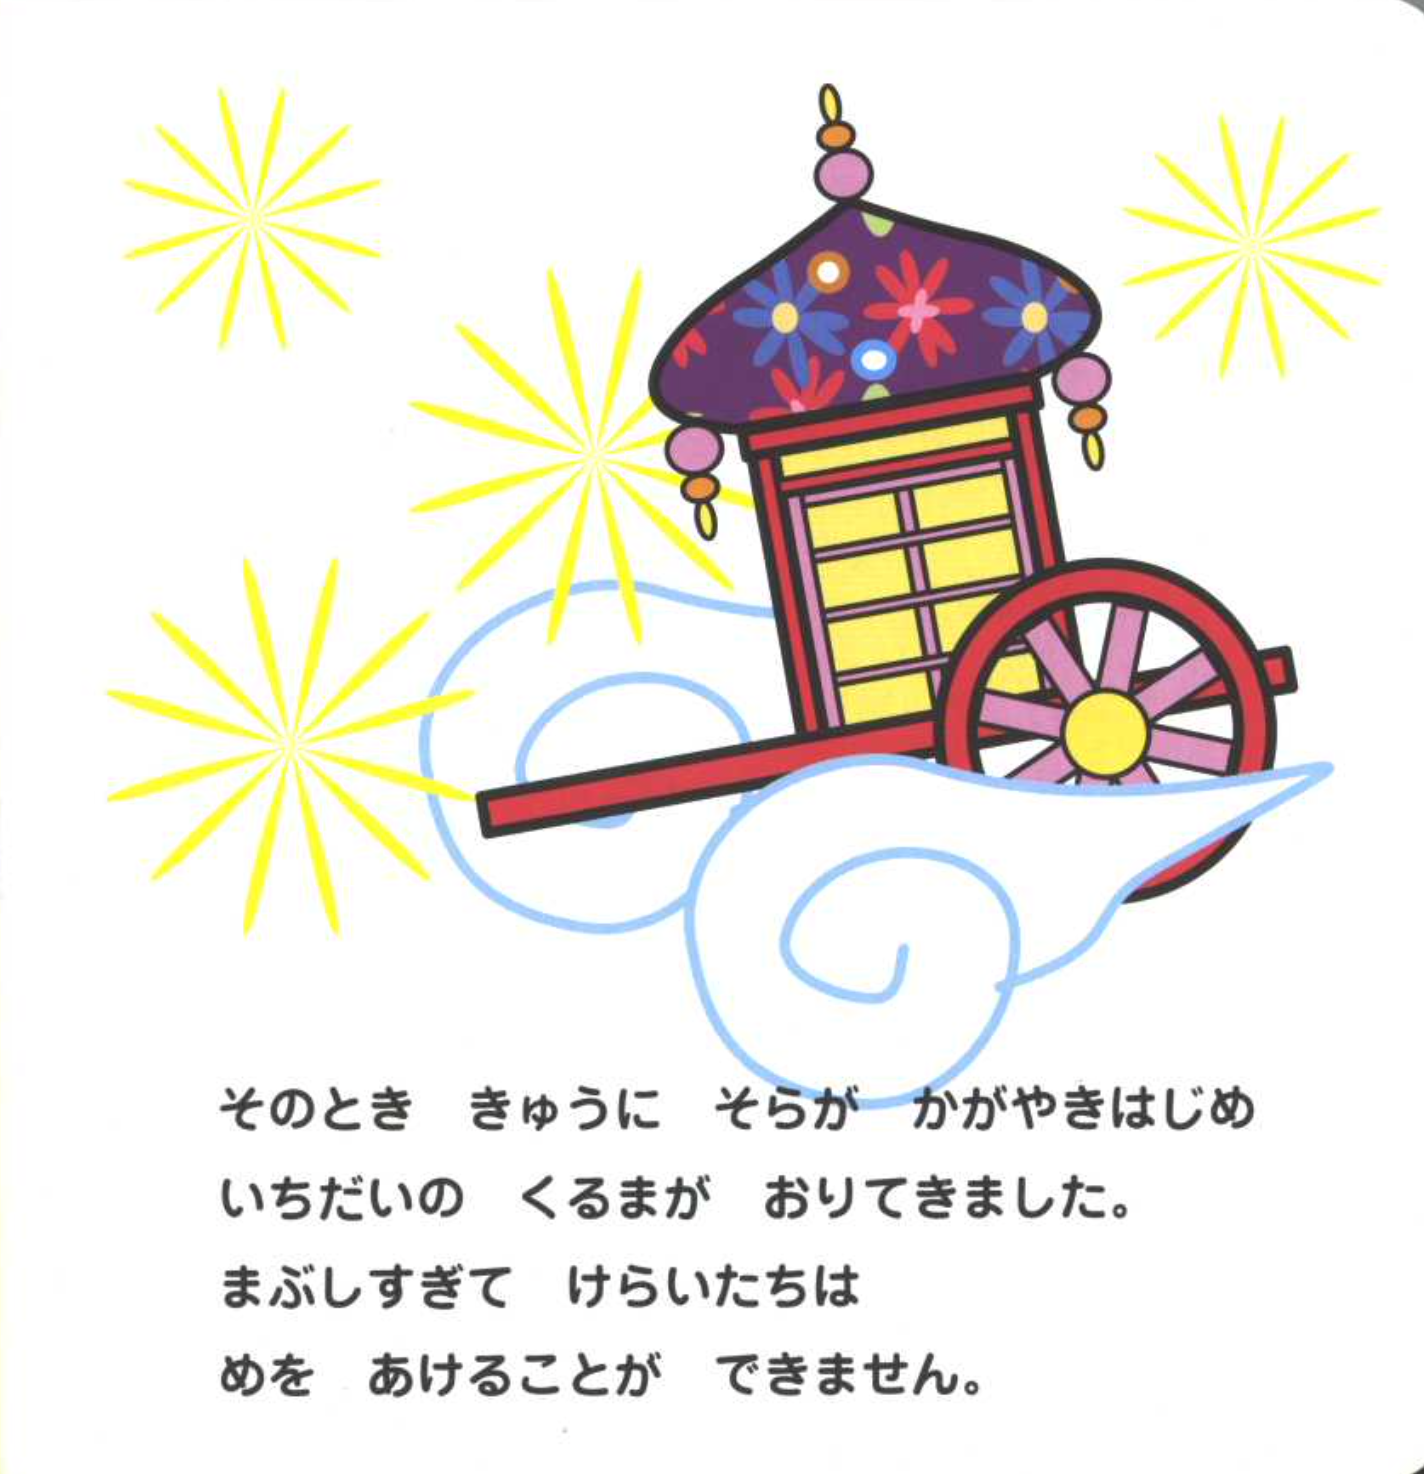 そのとき　きゅうに　そらが　かがやきはじめ
いちだいの　くるまが　おりてきました。
まぶしすぎて　けらいたちは
めを　あけることが　できません。